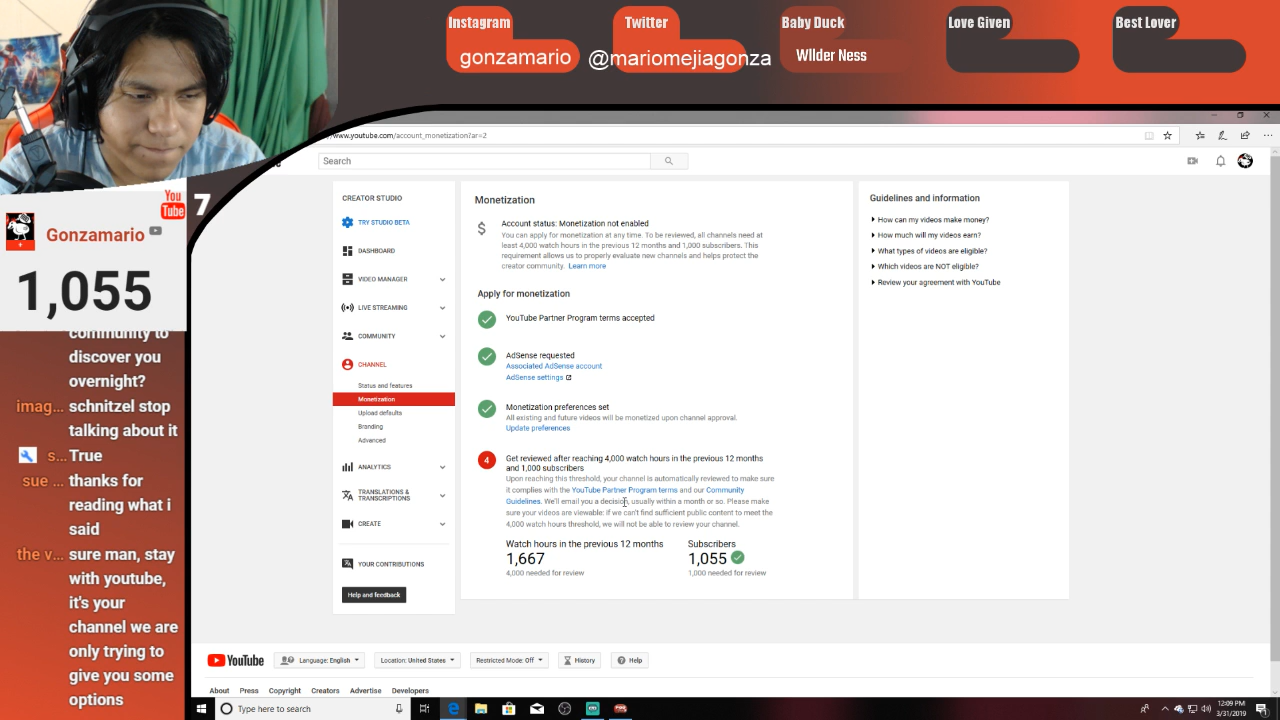 Instagram
gonzamario
Twitter
@mariomejiagonza
Baby Duck
WIlder Ness
Love Given
Best Lover
www.youtube.com/account_monetization?ar=2
Search
You
Tube
7
Gonzamario
1,055
community to
discover you
overnight?
imag... schnitzel stop
talking about it
s... True
sue thanks for
reading what i
said
the v... sure man, stay
with youtube,
it's your
channel we are
only trying to
give you some
options
CREATOR STUDIO
TRY STUDIO BETA
DASHBOARD
VIDEO MANAGER
LIVE STREAMING
COMMUNITY
CHANNEL
Status and features
Monetization
Upload defaults
Branding
Advanced
ANALYTICS
TRANSLATIONS &
TRANSCRIPTIONS
CREATE
YOUR CONTRIBUTIONS
Help and feedback
Monetization
$
Account status: Monetization not enabled
You can apply for monetization at any time. To be reviewed, all channels need at
least 4,000 watch hours in the previous 12 months and 1,000 subscribers. This
requirement allows us to properly evaluate new channels and helps protect the
creator community. Learn more
Apply for monetization
YouTube Partner Program terms accepted
AdSense requested
Associated AdSense account
AdSense settings
Monetization preferences set
All existing and future videos will be monetized upon channel approval.
Update preferences
4
Get reviewed after reaching 4,000 watch hours in the previous 12 months
and 1,000 subscribers
Upon reaching this threshold, your channel is automatically reviewed to make sure
it complies with the YouTube Partner Program terms and our Community
Guidelines. We'll email you a decision, usually within a month or so. Please make
sure your videos are viewable: if we can't find sufficient public content to meet the
4,000 watch hours threshold, we will not be able to review your channel.
Watch hours in the previous 12 months
1,667
4,000 needed for review
Subscribers
1,055
1,000 needed for review
Guidelines and information
How can my videos make money?
How much will my videos earn?
What types of videos are eligible?
Which videos are NOT eligible?
Review your agreement with YouTube
YouTube
Language: English
Location: United States
Restricted Mode: Off
History
Help
About Press Copyright Creators Advertise Developers
Type here to search
12:09 PM
3/31/2019